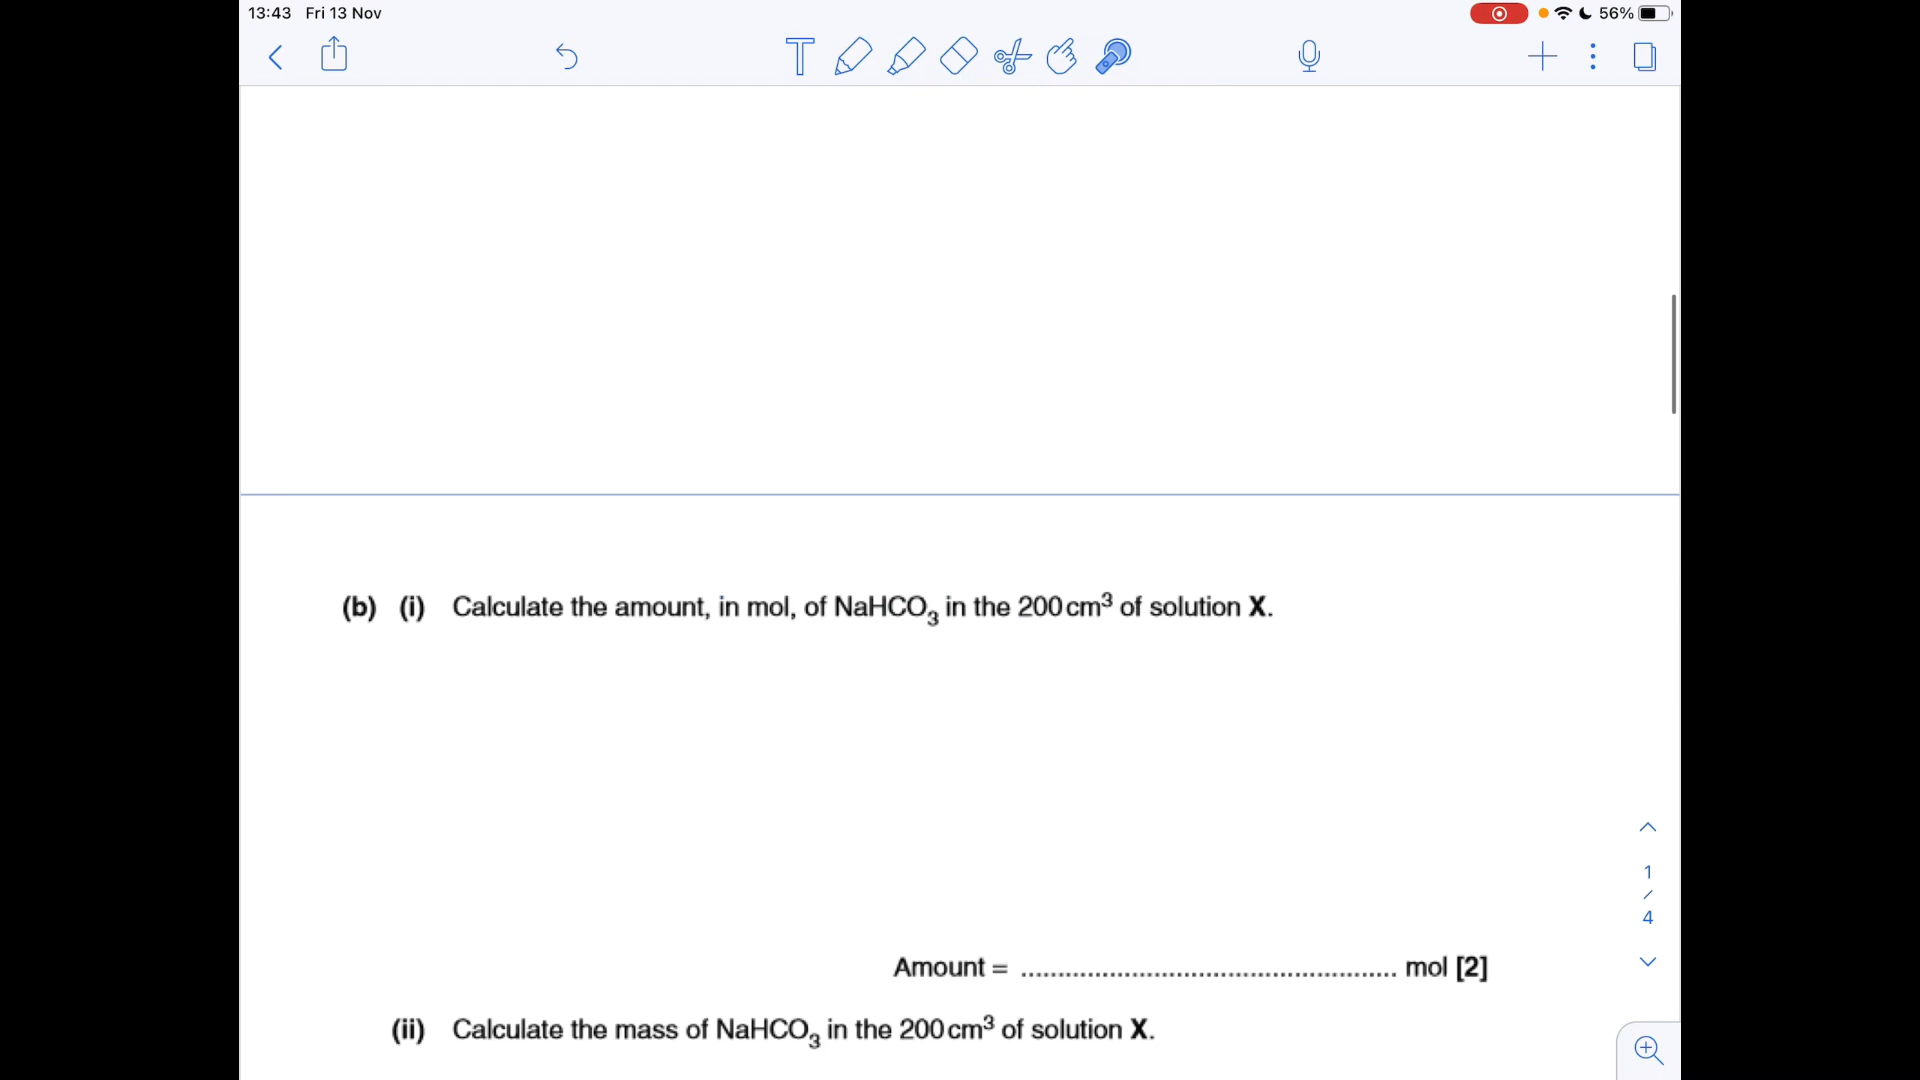 13:43 Fri 13 Nov 56%
(b) (i) Calculate the amount, in mol, of NaHCO₃ in the 200 cm³ of solution X.
1
/
4
Amount = .................................................. mol [2]
(ii) Calculate the mass of NaHCO₃ in the 200 cm³ of solution X.